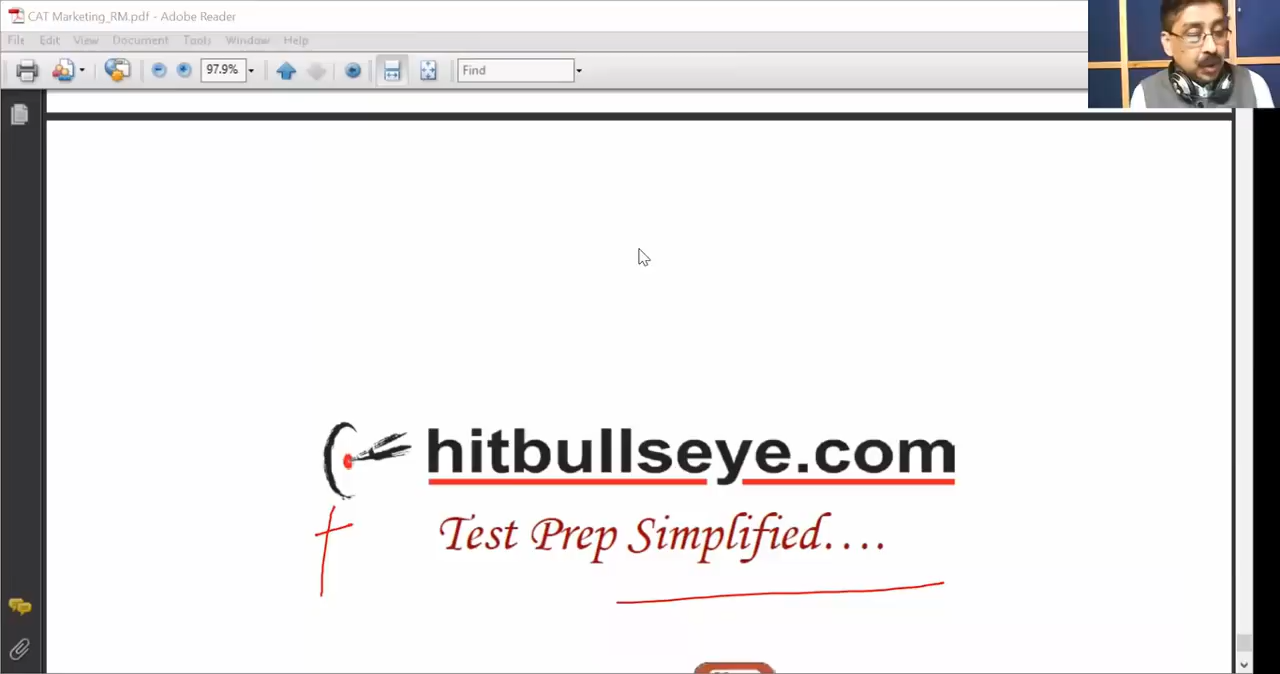 CAT Marketing_RM.pdf - Adobe Reader
File Edit View Document Tools Window Help
97.9% Find
hitbullseye.com
Test Prep Simplified....